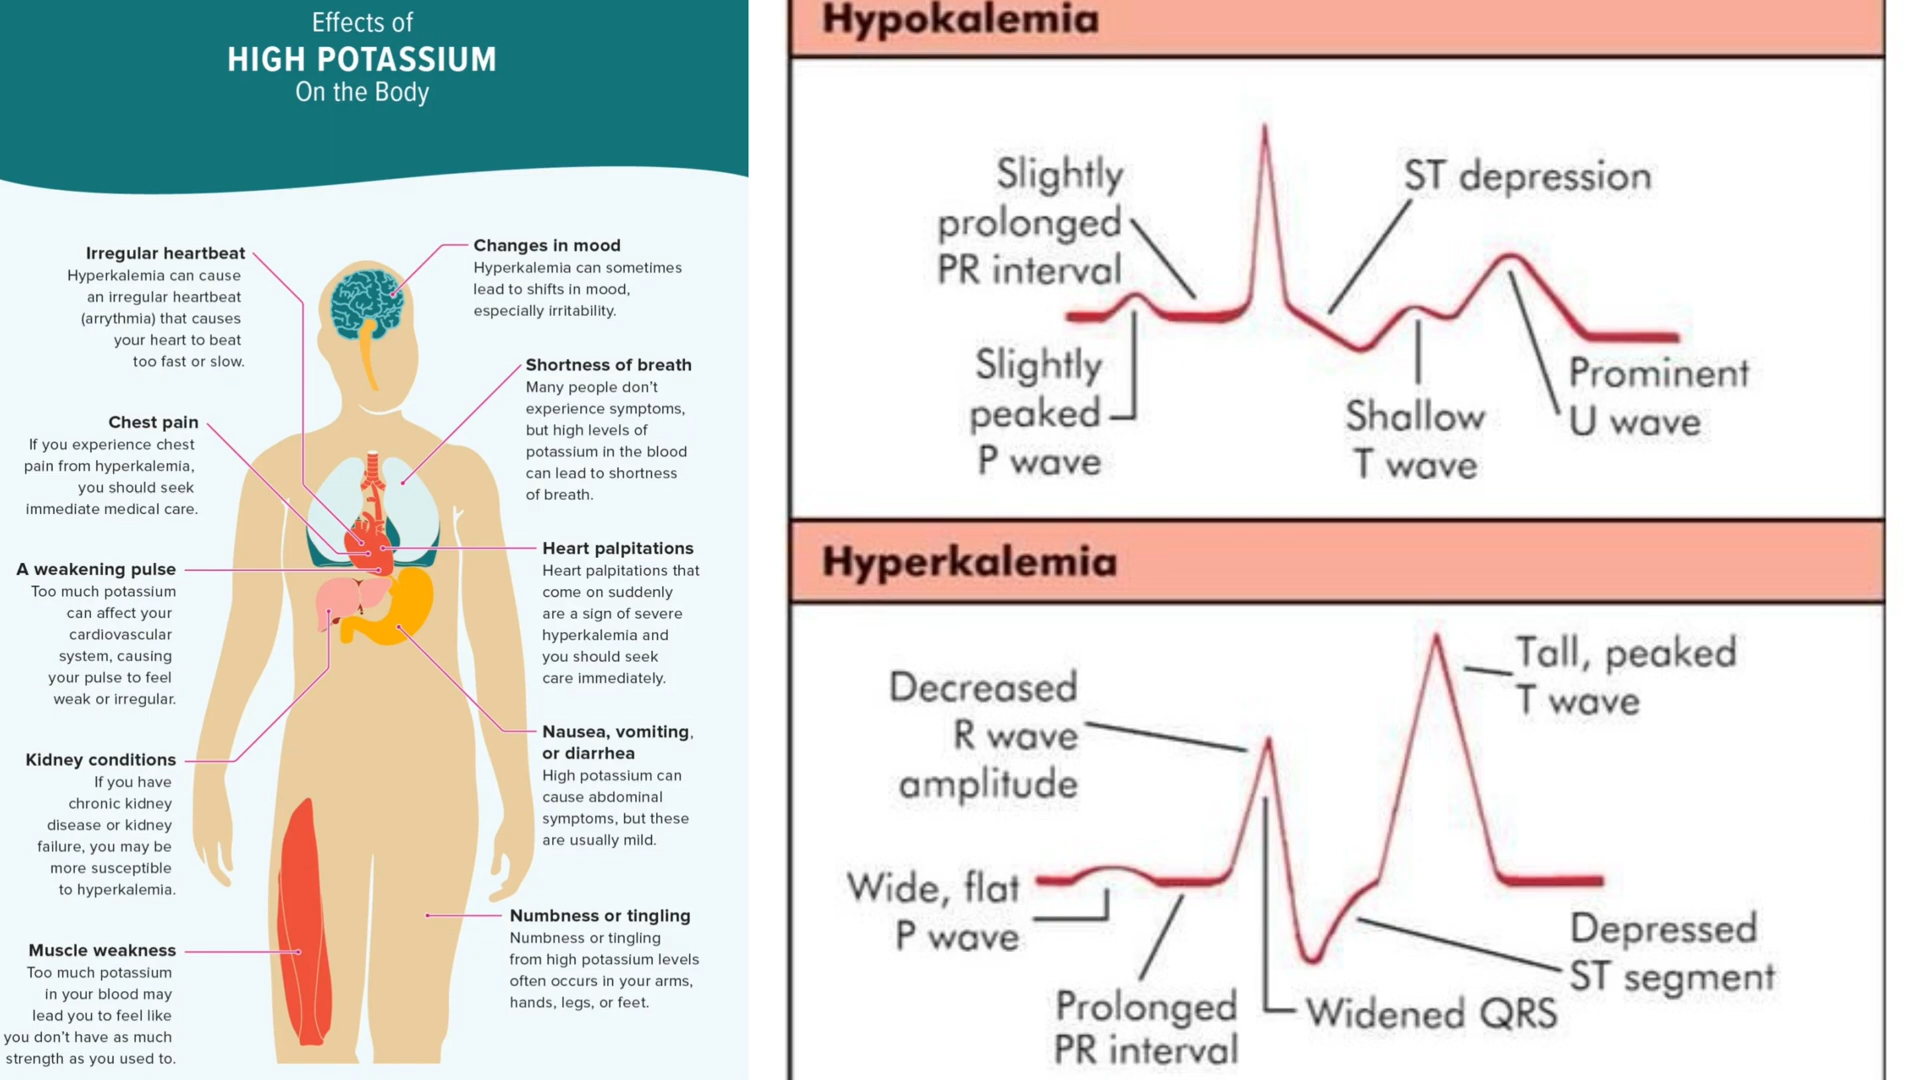 Effects of
HIGH POTASSIUM
On the Body
Irregular heartbeat
Hyperkalemia can cause
an irregular heartbeat
(arrythmia) that causes
your heart to beat
too fast or slow.
Chest pain
If you experience chest
pain from hyperkalemia,
you should seek
immediate medical care.
A weakening pulse
Too much potassium
can affect your
cardiovascular
system, causing
your pulse to feel
weak or irregular.
Kidney conditions
If you have
chronic kidney
disease or kidney
failure, you may be
more susceptible
to hyperkalemia.
Muscle weakness
Too much potassium
in your blood may
lead you to feel like
you don't have as much
strength as you used to.
Changes in mood
Hyperkalemia can sometimes
lead to shifts in mood,
especially irritability.
Shortness of breath
Many people don't
experience symptoms,
but high levels of
potassium in the blood
can lead to shortness
of breath.
Heart palpitations
Heart palpitations that
come on suddenly
are a sign of severe
hyperkalemia and
you should seek
care immediately.
Nausea, vomiting,
or diarrhea
High potassium can
cause abdominal
symptoms, but these
are usually mild.
Numbness or tingling
Numbness or tingling
from high potassium levels
often occurs in your arms,
hands, legs, or feet.
Hypokalemia
Slightly
prolonged
PR interval
ST depression
Slightly
peaked
P wave
Shallow
T wave
Prominent
U wave
Hyperkalemia
Decreased
R wave
amplitude
Tall, peaked
T wave
Wide, flat
P wave
Prolonged
PR interval
Widened QRS
Depressed
ST segment